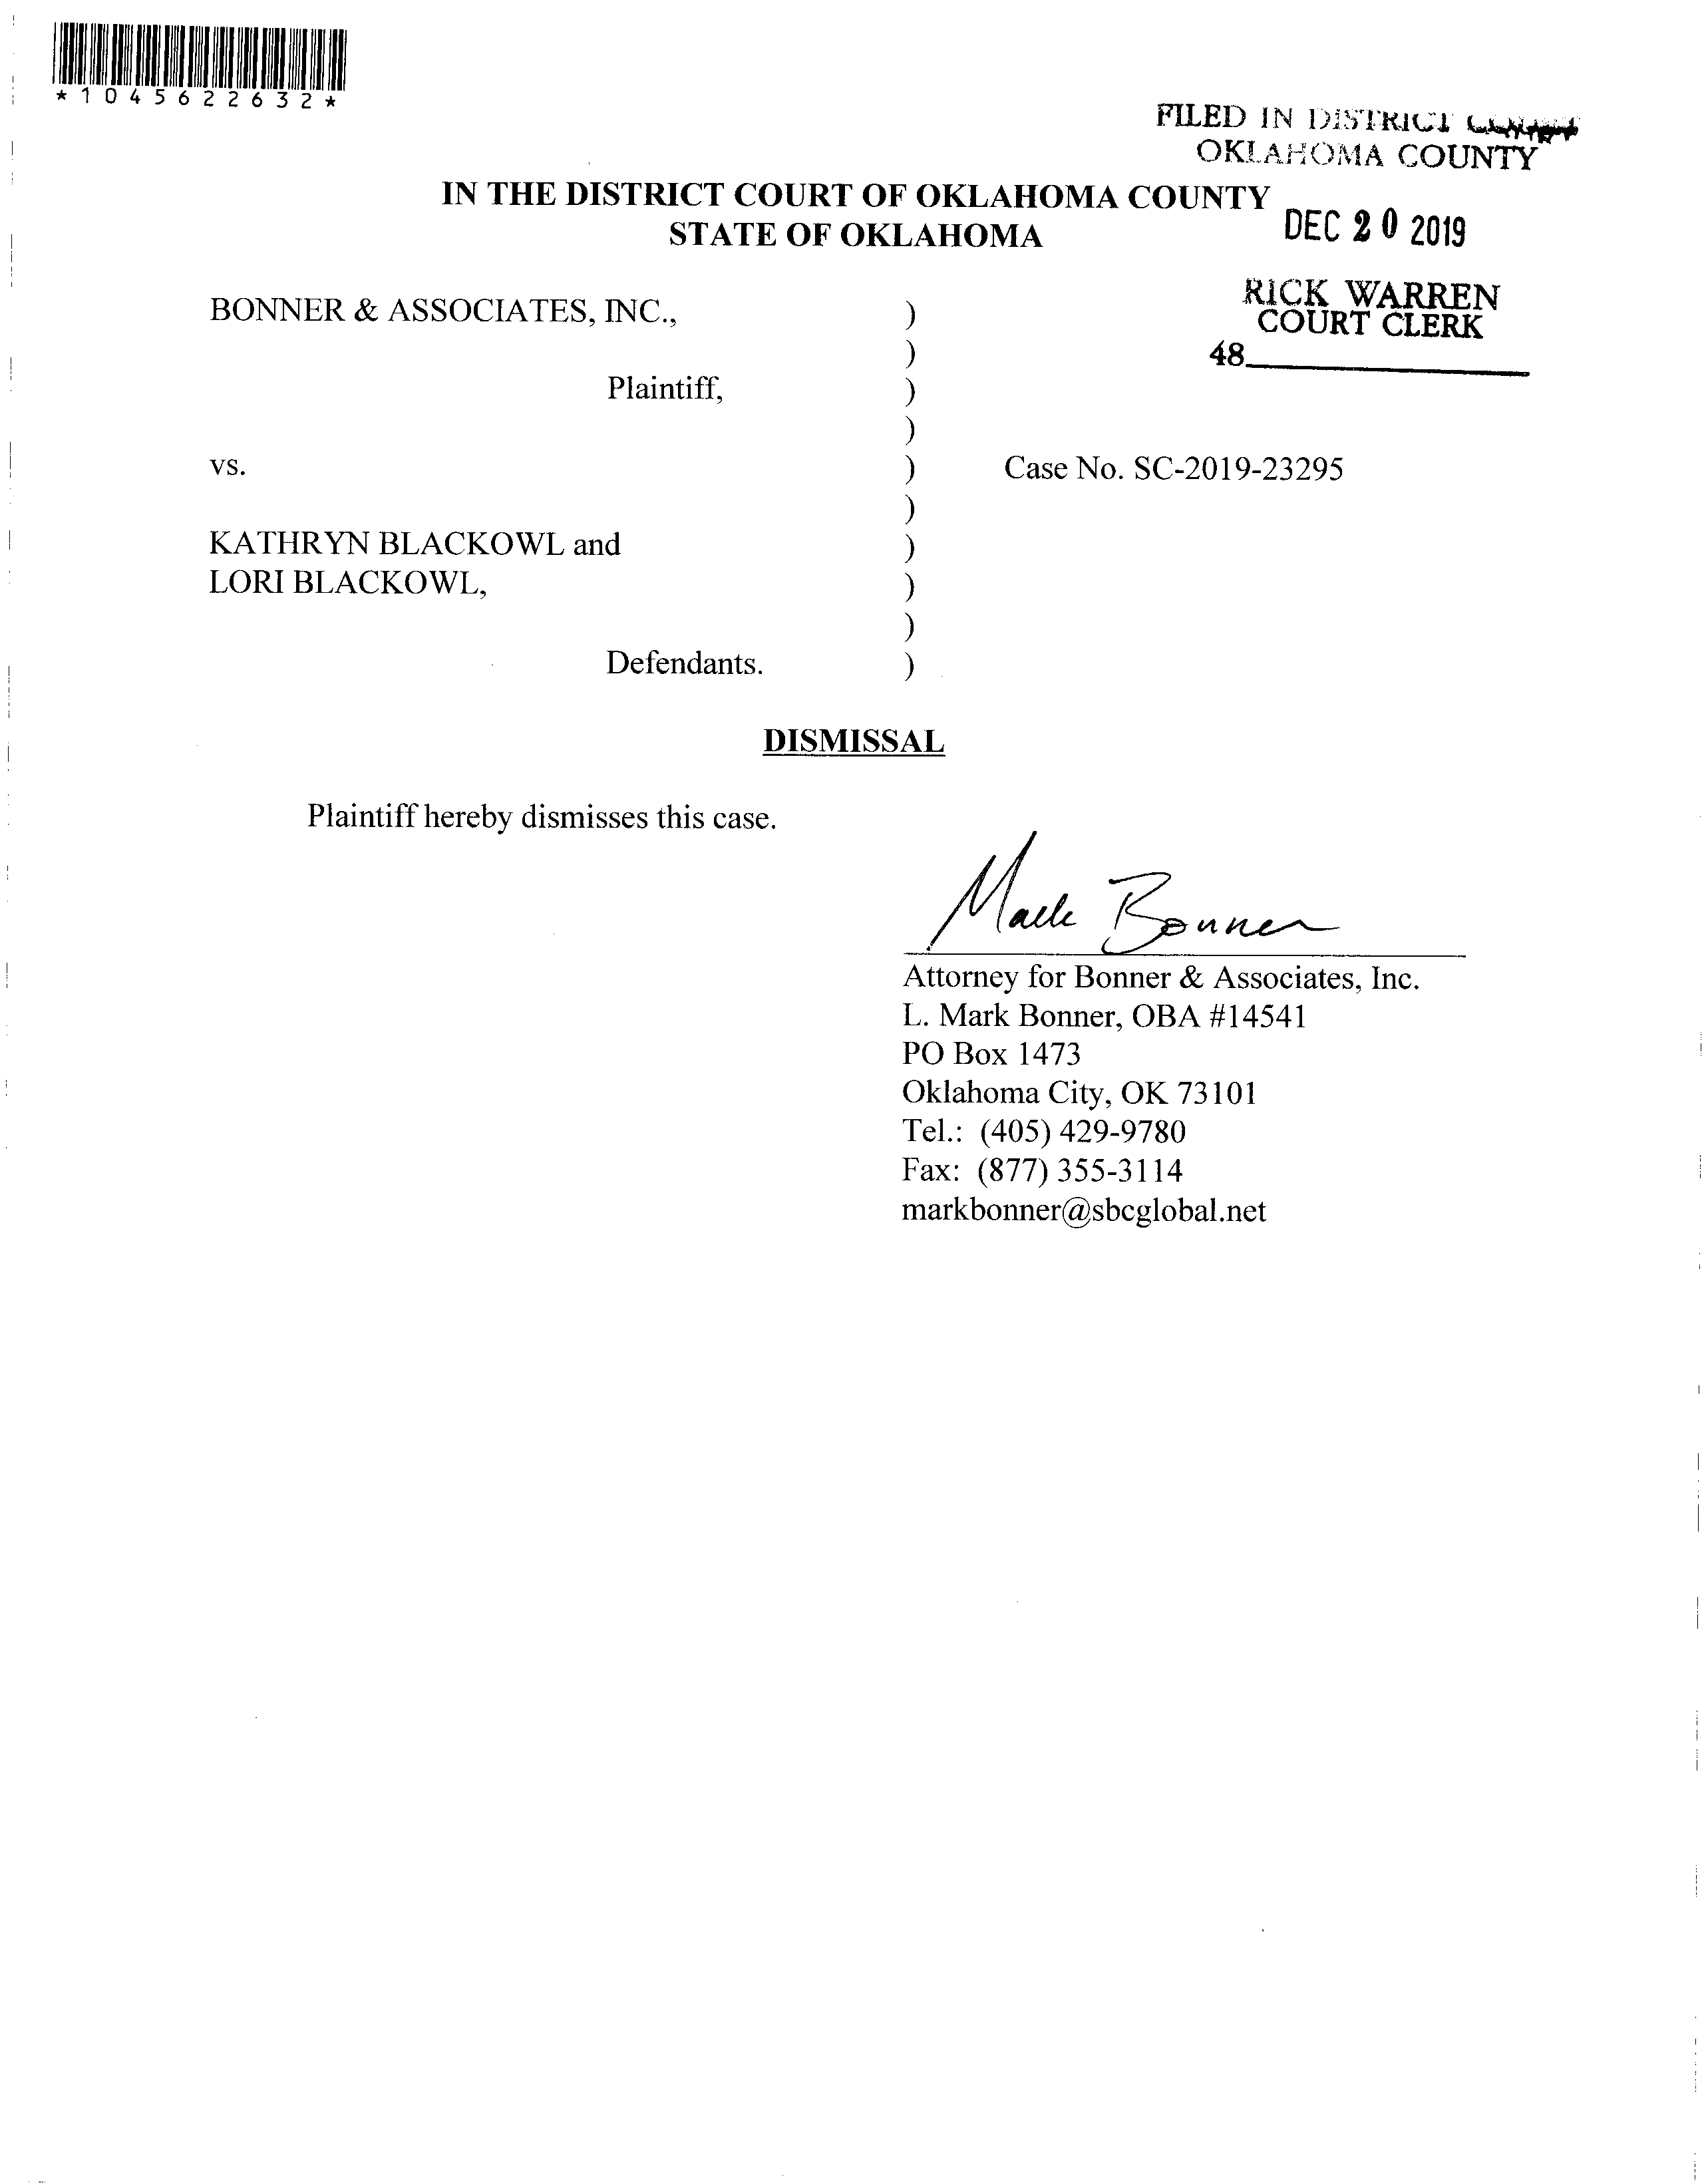 *1045622632*
FILED IN DISTRICT
OKLAHOMA COUNTY
IN THE DISTRICT COURT OF OKLAHOMA COUNTY
STATE OF OKLAHOMA
DEC 20 2019
RICK WARREN
COURT CLERK
48
BONNER & ASSOCIATES, INC., )
)
Plaintiff, )
)
vs. ) Case No. SC-2019-23295
)
KATHRYN BLACKOWL and )
LORI BLACKOWL, )
)
Defendants. )
DISMISSAL
Plaintiff hereby dismisses this case.
Mark Bonner
Attorney for Bonner & Associates, Inc.
L. Mark Bonner, OBA #14541
PO Box 1473
Oklahoma City, OK 73101
Tel.: (405) 429-9780
Fax: (877) 355-3114
markbonner@sbcglobal.net